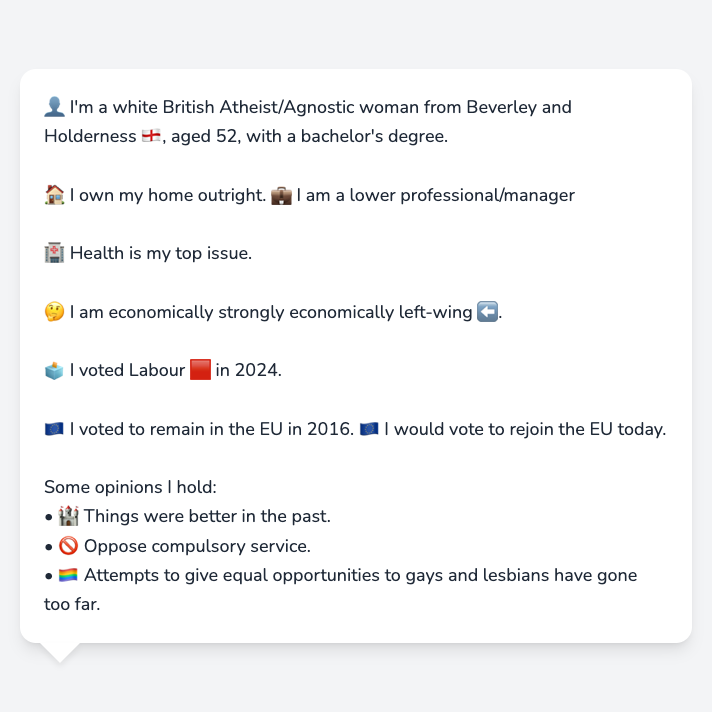 👤 I'm a white British Atheist/Agnostic woman from Beverley and
Holderness 🏴󠁧󠁢󠁥󠁮󠁧󠁿, aged 52, with a bachelor's degree.
🏠 I own my home outright. 💼 I am a lower professional/manager
🏥 Health is my top issue.
🤔 I am economically strongly economically left-wing ⬅️.
🗳️ I voted Labour 🟥 in 2024.
🇪🇺 I voted to remain in the EU in 2016. 🇪🇺 I would vote to rejoin the EU today.
Some opinions I hold:
• 🏰 Things were better in the past.
• 🚫 Oppose compulsory service.
• 🏳️‍🌈 Attempts to give equal opportunities to gays and lesbians have gone
too far.